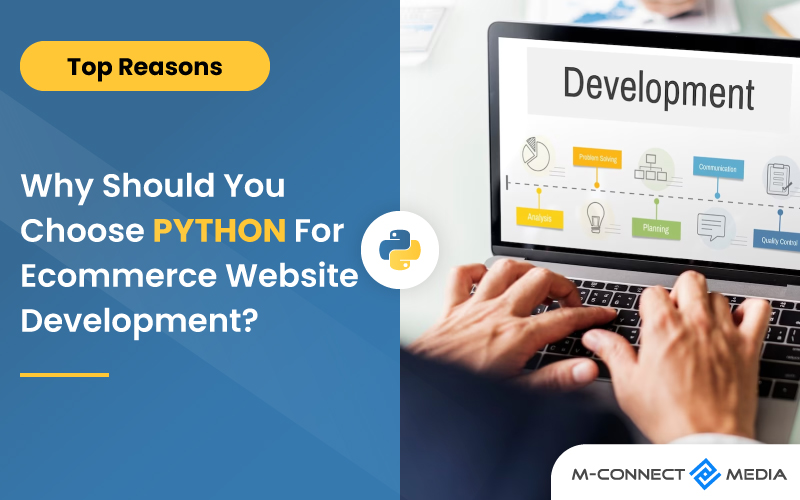 Top Reasons
Why Should You
Choose PYTHON For
Ecommerce Website
Development?
Development
Problem Solving
Communication
Analysis
Planning
Quality Control
M-CONNECT MEDIA